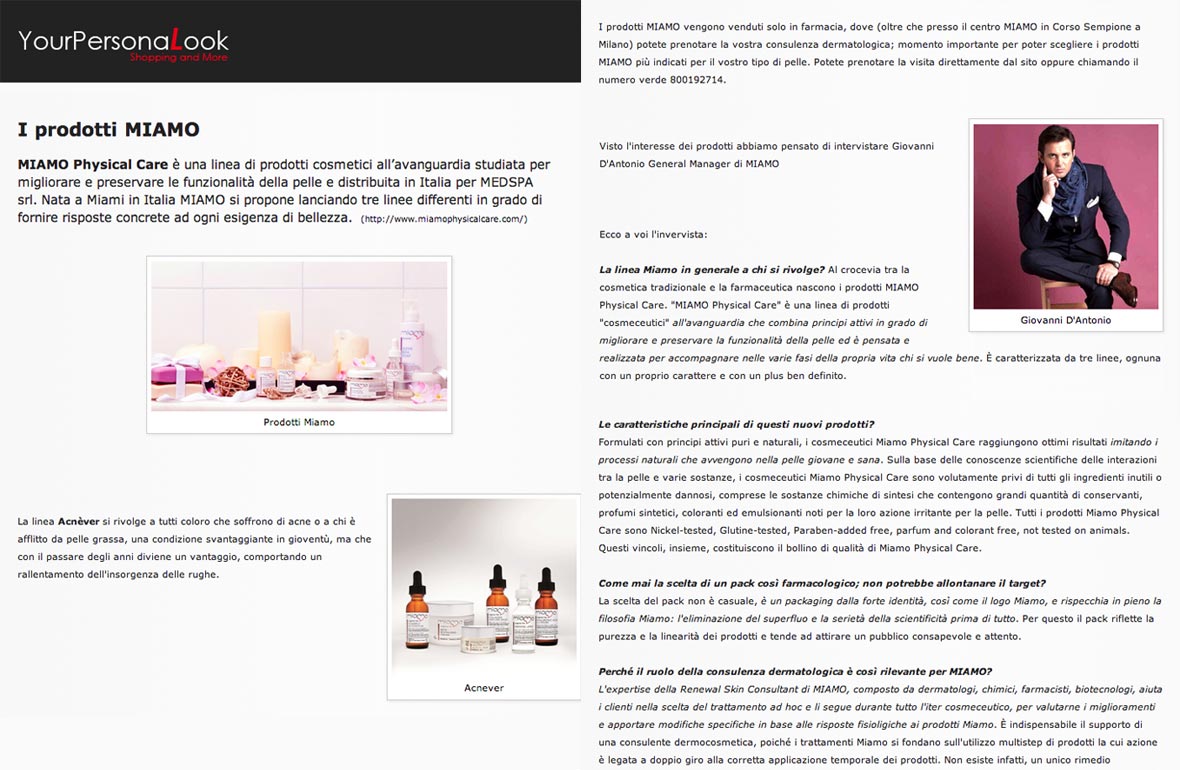 YourPersonaLook
Shopping and More
I prodotti MIAMO
MIAMO Physical Care è una linea di prodotti cosmetici all'avanguardia studiata per
migliorare e preservare le funzionalità della pelle e distribuita in Italia per MEDSPA
srl. Nata a Miami in Italia MIAMO si propone lanciando tre linee differenti in grado di
fornire risposte concrete ad ogni esigenza di bellezza. (http://www.miamophysicalcare.com/)
Prodotti Miamo
La linea Acnèver si rivolge a tutti coloro che soffrono di acne o a chi è
afflitto da pelle grassa, una condizione svantaggiante in gioventù, ma che
con il passare degli anni diviene un vantaggio, comportando un
rallentamento dell'insorgenza delle rughe.
Acnever
I prodotti MIAMO vengono venduti solo in farmacia, dove (oltre che presso il centro MIAMO in Corso Sempione a
Milano) potete prenotare la vostra consulenza dermatologica; momento importante per poter scegliere i prodotti
MIAMO più indicati per il vostro tipo di pelle. Potete prenotare la visita direttamente dal sito oppure chiamando il
numero verde 800192714.
Visto l'interesse dei prodotti abbiamo pensato di intervistare Giovanni
D'Antonio General Manager di MIAMO
Ecco a voi l'invervista:
Giovanni D'Antonio
La linea Miamo in generale a chi si rivolge? Al crocevia tra la
cosmetica tradizionale e la farmaceutica nascono i prodotti MIAMO
Physical Care. "MIAMO Physical Care" è una linea di prodotti
"cosmeceutici" all'avanguardia che combina principi attivi in grado di
migliorare e preservare la funzionalità della pelle ed è pensata e
realizzata per accompagnare nelle varie fasi della propria vita chi si vuole bene. È caratterizzata da tre linee, ognuna
con un proprio carattere e con un plus ben definito.
Le caratteristiche principali di questi nuovi prodotti?
Formulati con principi attivi puri e naturali, i cosmeceutici Miamo Physical Care raggiungono ottimi risultati imitando i
processi naturali che avvengono nella pelle giovane e sana. Sulla base delle conoscenze scientifiche delle interazioni
tra la pelle e varie sostanze, i cosmeceutici Miamo Physical Care sono volutamente privi di tutti gli ingredienti inutili o
potenzialmente dannosi, comprese le sostanze chimiche di sintesi che contengono grandi quantità di conservanti,
profumi sintetici, coloranti ed emulsionanti noti per la loro azione irritante per la pelle. Tutti i prodotti Miamo Physical
Care sono Nickel-tested, Glutine-tested, Paraben-added free, parfum and colorant free, not tested on animals.
Questi vincoli, insieme, costituiscono il bollino di qualità di Miamo Physical Care.
Come mai la scelta di un pack così farmacologico; non potrebbe allontanare il target?
La scelta del pack non è casuale, è un packaging dalla forte identità, così come il logo Miamo, e rispecchia in pieno la
filosofia Miamo: l'eliminazione del superfluo e la serietà della scientificità prima di tutto. Per questo il pack riflette la
purezza e la linearità dei prodotti e tende ad attirare un pubblico consapevole e attento.
Perché il ruolo della consulenza dermatologica è così rilevante per MIAMO?
L'expertise della Renewal Skin Consultant di MIAMO, composto da dermatologi, chimici, farmacisti, biotecnologi, aiuta
i clienti nella scelta del trattamento ad hoc e li segue durante tutto l'iter cosmeceutico, per valutarne i miglioramenti
e apportare modifiche specifiche in base alle risposte fisioligiche ai prodotti Miamo. È indispensabile il supporto di
una consulente dermocosmetica, poiché i trattamenti Miamo si fondano sull'utilizzo multistep di prodotti la cui azione
è legata a doppio giro alla corretta applicazione temporale dei prodotti. Non esiste infatti, un unico rimedio